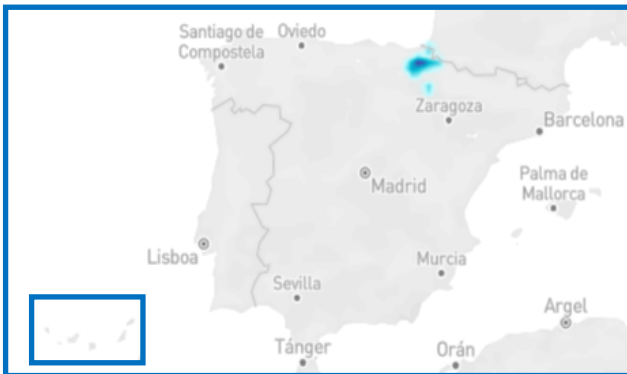 Santiago de
Compostela
Oviedo
Zaragoza
Barcelona
Madrid
Palma de
Mallorca
Lisboa
Murcia
Sevilla
Argel
Tánger
Orán